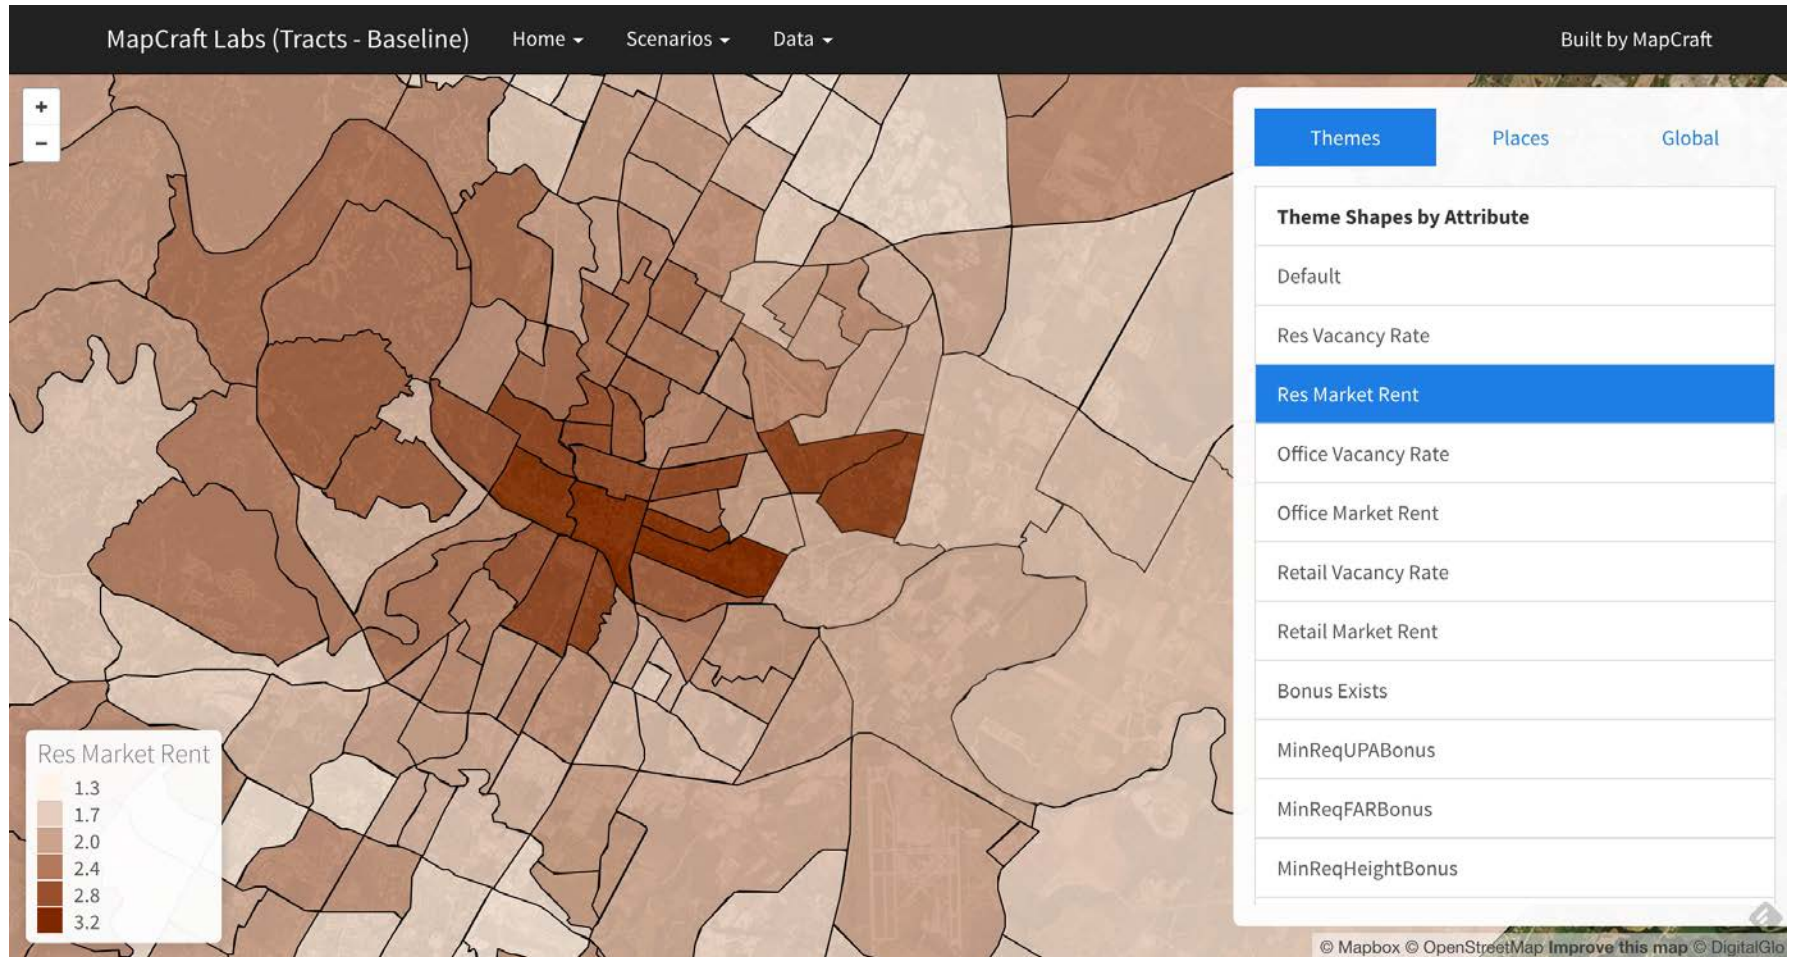 MapCraft Labs (Tracts - Baseline) Home Scenarios Data Built by MapCraft
+
-
Themes Places Global
Theme Shapes by Attribute
Default
Res Vacancy Rate
Res Market Rent
Office Vacancy Rate
Office Market Rent
Retail Vacancy Rate
Retail Market Rent
Bonus Exists
MinReqUPABonus
MinReqFARBonus
MinReqHeightBonus
Res Market Rent
1.3
1.7
2.0
2.4
2.8
3.2
© Mapbox © OpenStreetMap Improve this map © DigitalGlo